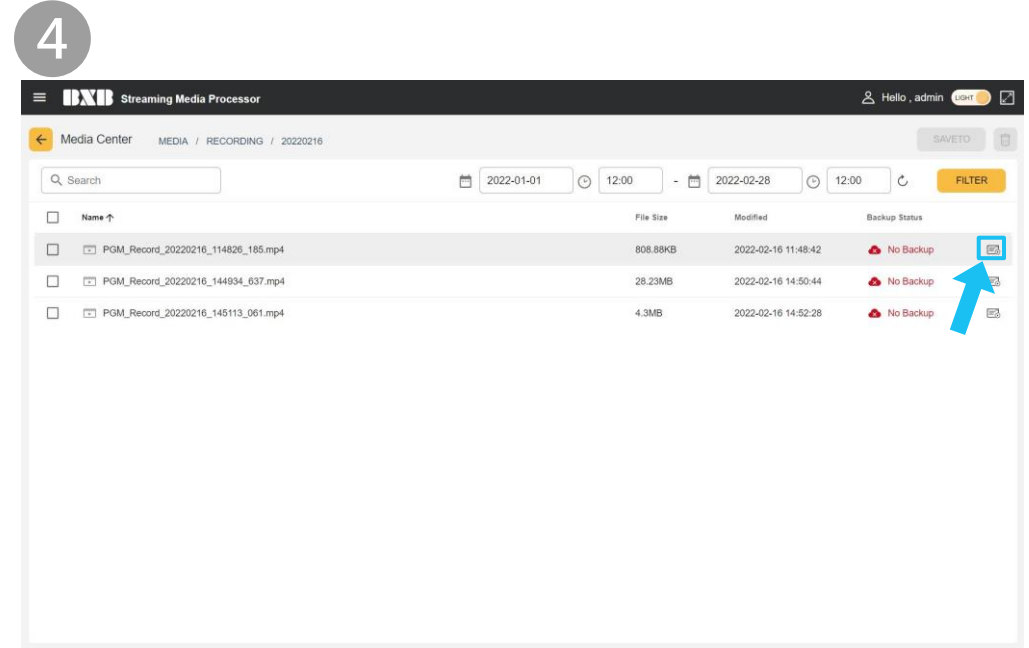 4
BXB Streaming Media Processor Hello , admin LIGHT
Media Center MEDIA / RECORDING / 20220216 SAVETO
Search 2022-01-01 12:00 - 2022-02-28 12:00 FILTER
Name File Size Modified Backup Status
PGM_Record_20220216_114826_185.mp4 808.88KB 2022-02-16 11:48:42 No Backup
PGM_Record_20220216_144934_637.mp4 28.23MB 2022-02-16 14:50:44 No Backup
PGM_Record_20220216_145113_061.mp4 4.3MB 2022-02-16 14:52:28 No Backup